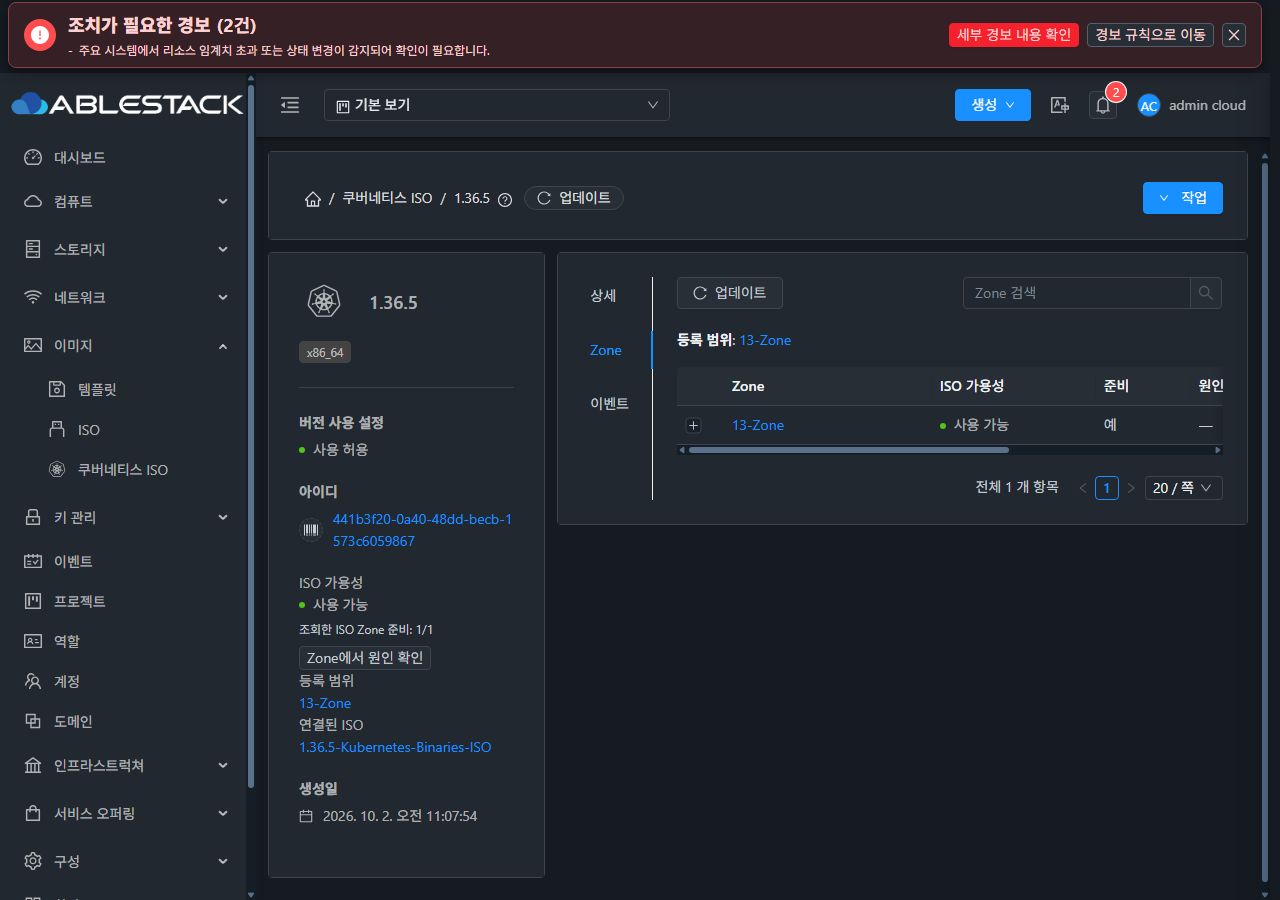 조치가 필요한 경보 (2건)
- 주요 시스템에서 리소스 임계치 초과 또는 상태 변경이 감지되어 확인이 필요합니다.
세부 경보 내용 확인
경보 규칙으로 이동
ABLESTACK
기본 보기
생성
2
AC
admin cloud
대시보드
컴퓨트
스토리지
네트워크
이미지
템플릿
ISO
쿠버네티스 ISO
키 관리
이벤트
프로젝트
역할
계정
도메인
인프라스트럭쳐
서비스 오퍼링
구성
/ 쿠버네티스 ISO / 1.36.5
업데이트
작업
1.36.5
x86_64
버전 사용 설정
사용 허용
아이디
441b3f20-0a40-48dd-becb-1
573c6059867
ISO 가용성
사용 가능
조회한 ISO Zone 준비: 1/1
Zone에서 원인 확인
등록 범위
13-Zone
연결된 ISO
1.36.5-Kubernetes-Binaries-ISO
생성일
2026. 10. 2. 오전 11:07:54
상세
Zone
이벤트
업데이트
Zone 검색
등록 범위: 13-Zone
Zone ISO 가용성 준비 원인
13-Zone 사용 가능 예 —
전체 1 개 항목 < 1 > 20 / 쪽